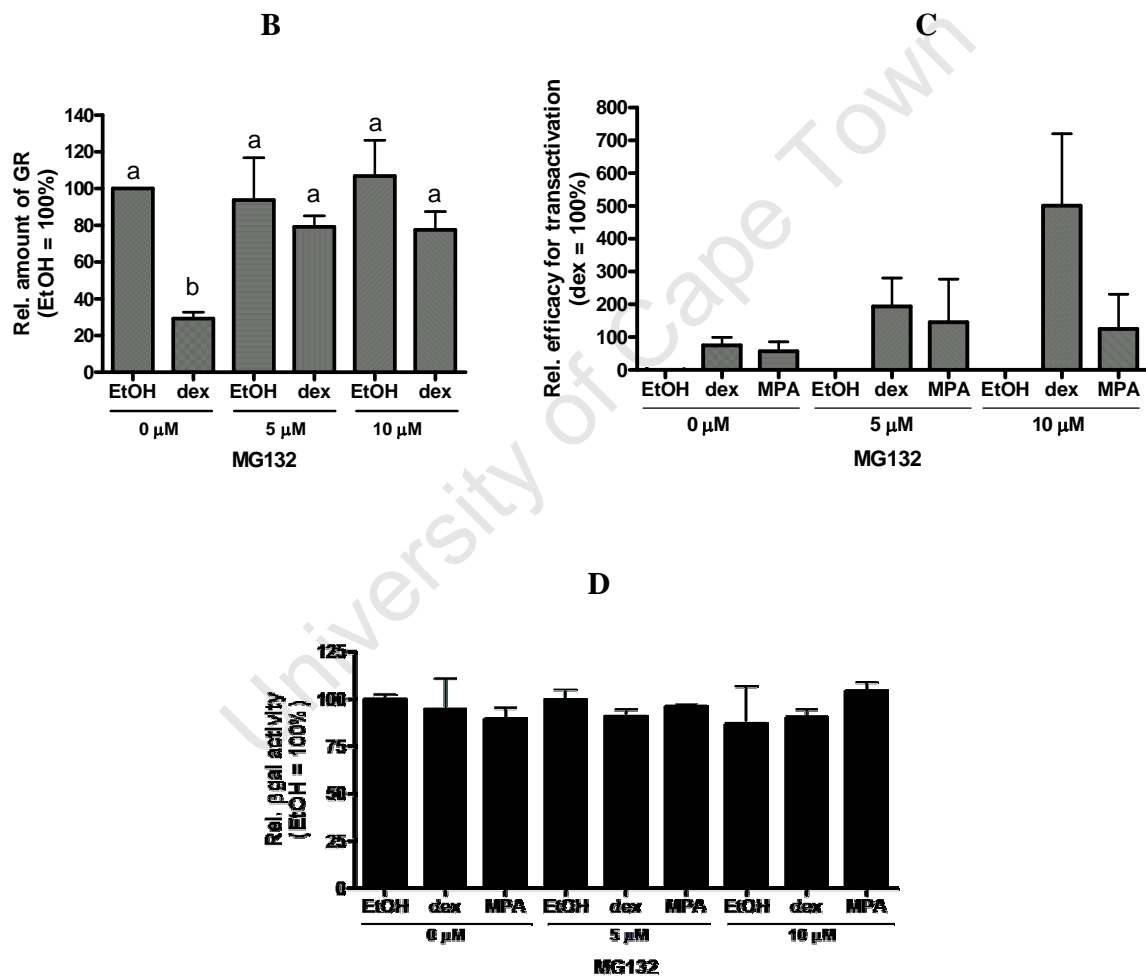 B
Rel. amount of GR
(EtOH = 100%)
140
120
100
80
60
40
20
0
a
b
a
a
a
a
EtOH dex EtOH dex EtOH dex
0 µM 5 µM 10 µM
MG132
C
Rel. efficacy for transactivation
(dex = 100%)
800
700
600
500
400
300
200
100
0
EtOH dex MPA EtOH dex MPA EtOH dex MPA
0 µM 5 µM 10 µM
MG132
D
Rel. βgal activity
(EtOH = 100%)
125
100
75
50
25
0
EtOH dex MPA EtOH dex MPA EtOH dex MPA
0 µM 5 µM 10 µM
MG132
University of Cape Town